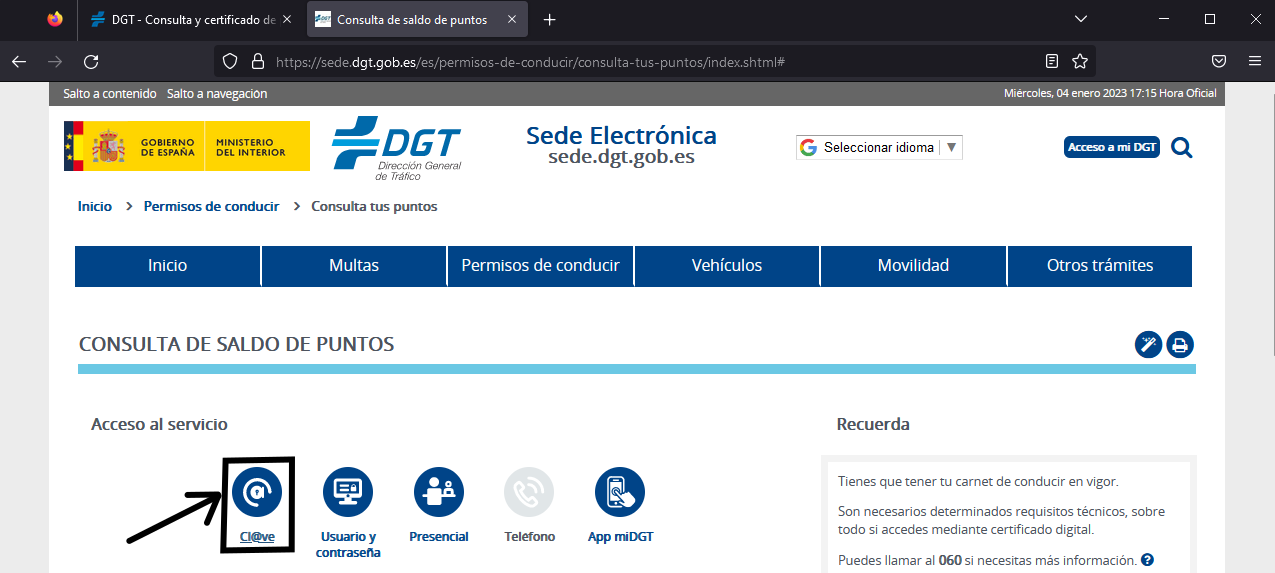 DGT - Consulta y certificado de
Consulta de saldo de puntos
https://sede.dgt.gob.es/es/permisos-de-conducir/consulta-tus-puntos/index.shtml#
Salto a contenido Salto a navegación
Miércoles, 04 enero 2023 17:15 Hora Oficial
GOBIERNO
DE ESPAÑA
MINISTERIO
DEL INTERIOR
DGT
Dirección General
de Tráfico
Sede Electrónica
sede.dgt.gob.es
Seleccionar idioma
Acceso a mi DGT
Inicio > Permisos de conducir > Consulta tus puntos
Inicio
Multas
Permisos de conducir
Vehículos
Movilidad
Otros trámites
CONSULTA DE SALDO DE PUNTOS
Acceso al servicio
Cl@ve
Usuario y
contraseña
Presencial
Teléfono
App miDGT
Recuerda
Tienes que tener tu carnet de conducir en vigor.
Son necesarios determinados requisitos técnicos, sobre
todo si accedes mediante certificado digital.
Puedes llamar al 060 si necesitas más información. ?